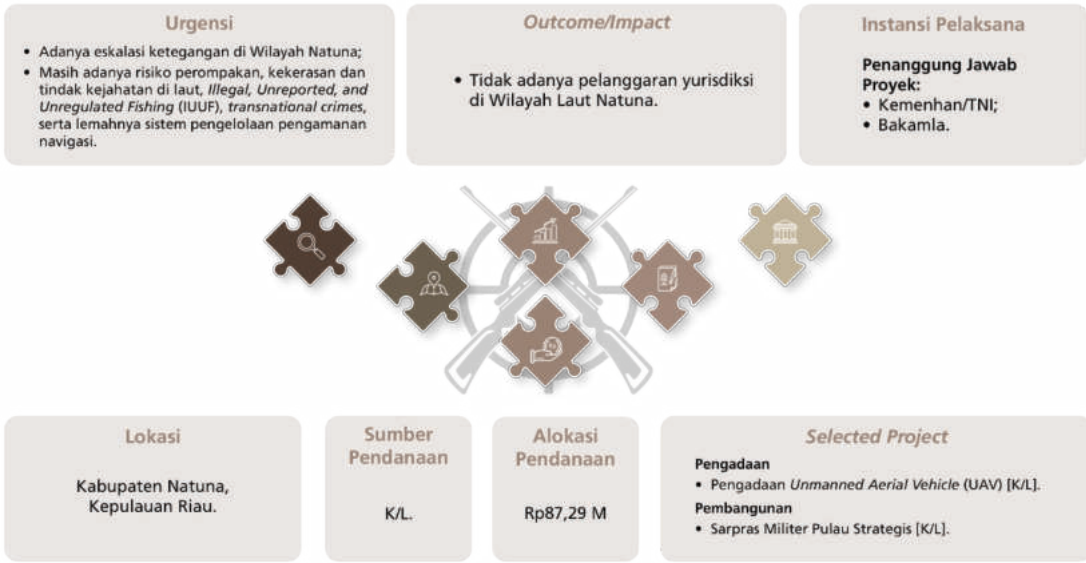 Urgensi
• Adanya eskalasi ketegangan di Wilayah Natuna;
• Masih adanya risiko perompakan, kekerasan dan
tindak kejahatan di laut, Illegal, Unreported, and
Unregulated Fishing (IUUF), transnational crimes,
serta lemahnya sistem pengelolaan pengamanan
navigasi.
Outcome/Impact
• Tidak adanya pelanggaran yurisdiksi
di Wilayah Laut Natuna.
Instansi Pelaksana
Penanggung Jawab
Proyek:
• Kemenhan/TNI;
• Bakamla.
Lokasi
Kabupaten Natuna,
Kepulauan Riau.
Sumber
Pendanaan
K/L.
Alokasi
Pendanaan
Rp87,29 M
Selected Project
Pengadaan
• Pengadaan Unmanned Aerial Vehicle (UAV) [K/L].
Pembangunan
• Sarpras Militer Pulau Strategis [K/L].